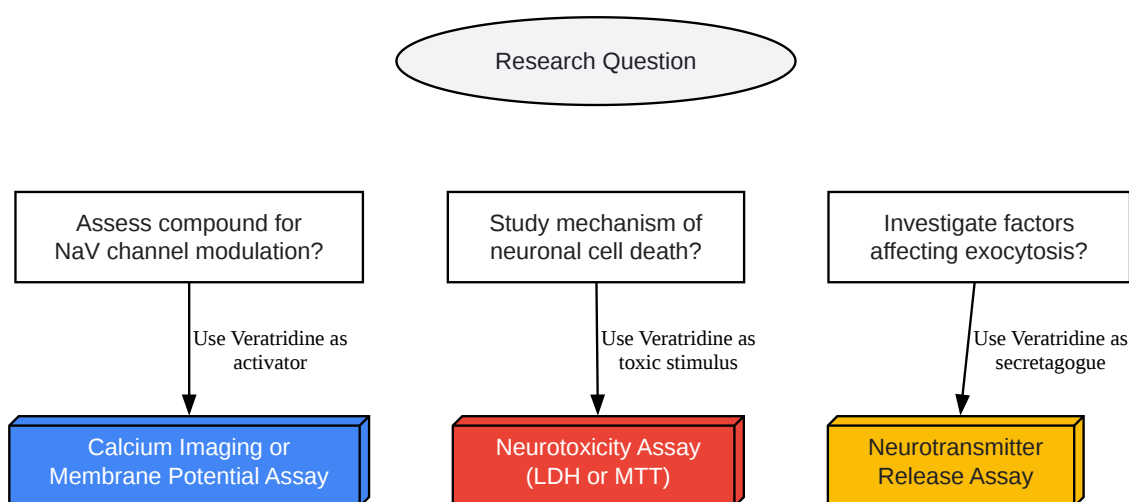 Research Question
Assess compound for
NaV channel modulation?
Study mechanism of
neuronal cell death?
Investigate factors
affecting exocytosis?
Use Veratridine as
activator
Use Veratridine as
toxic stimulus
Use Veratridine as
secretagogue
Calcium Imaging or
Membrane Potential Assay
Neurotoxicity Assay
(LDH or MTT)
Neurotransmitter
Release Assay